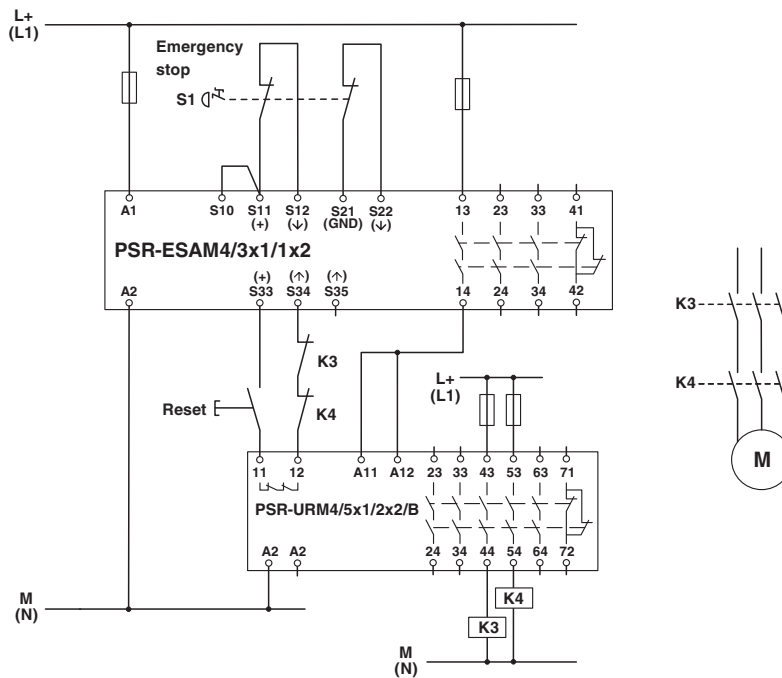 L+
(L1)
Emergency
stop
S1
A1 S10 S11 S12 S21 S22 13 23 33 41
(+) (↓) (GND) (↓)
PSR-ESAM4/3x1/1x2
(+) (↑) (↑)
A2 S33 S34 S35 14 24 34 42
K3
K4
Reset
L+
(L1)
11 12 A11 A12 23 33 43 53 63 71
PSR-URM4/5x1/2x2/B
A2 A2 24 34 44 54 64 72
K4
K3
M
(N)
M
(N)
K3
K4
M